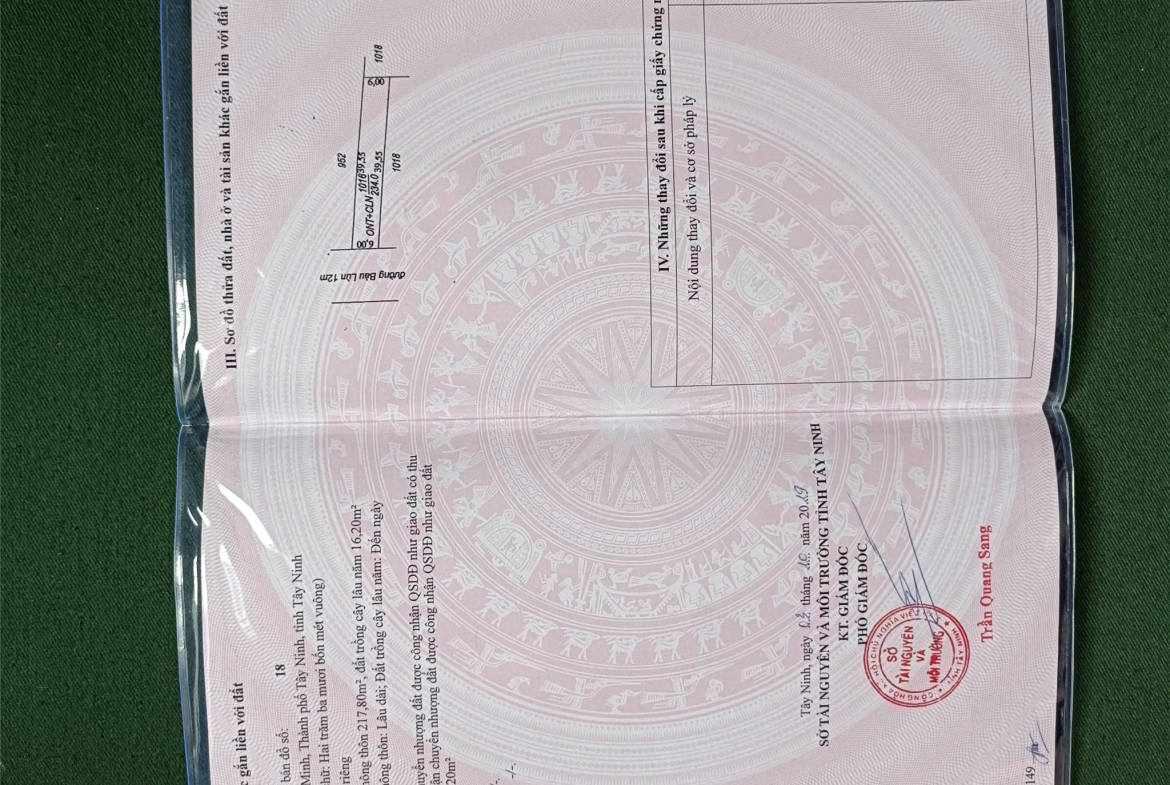 c gắn liền với đất
bản đồ số: 18
Minh, Thành phố Tây Ninh, tỉnh Tây Ninh
hữ: Hai trăm ba mươi bốn mét vuông)
riêng
nông thôn 217,80m², đất trồng cây lâu năm 16,20m²
nông thôn: Lâu dài; Đất trồng cây lâu năm: Đến ngày
uyển nhượng đất được công nhận QSDĐ như giao đất có thu
ận chuyển nhượng đất được công nhận QSDĐ như giao đất
20m²
-/-.
Tây Ninh, ngày tháng năm 2019
SỞ TÀI NGUYÊN VÀ MÔI TRƯỜNG TỈNH TÂY NINH
KT. GIÁM ĐỐC
PHÓ GIÁM ĐỐC
SỞ
TÀI NGUYÊN
VÀ
MÔI TRƯỜNG
TỈNH TÂY NINH
Trần Quang Sang
149
III. Sơ đồ thửa đất, nhà ở và tài sản khác gắn liền với đất
952
1018
6,00
ONT+CLN 1016 39,55
234.0 39,55
6,00
1018
đường Bàu Lùn 12m
IV. Những thay đổi sau khi cấp giấy chứng n
Nội dung thay đổi và cơ sở pháp lý